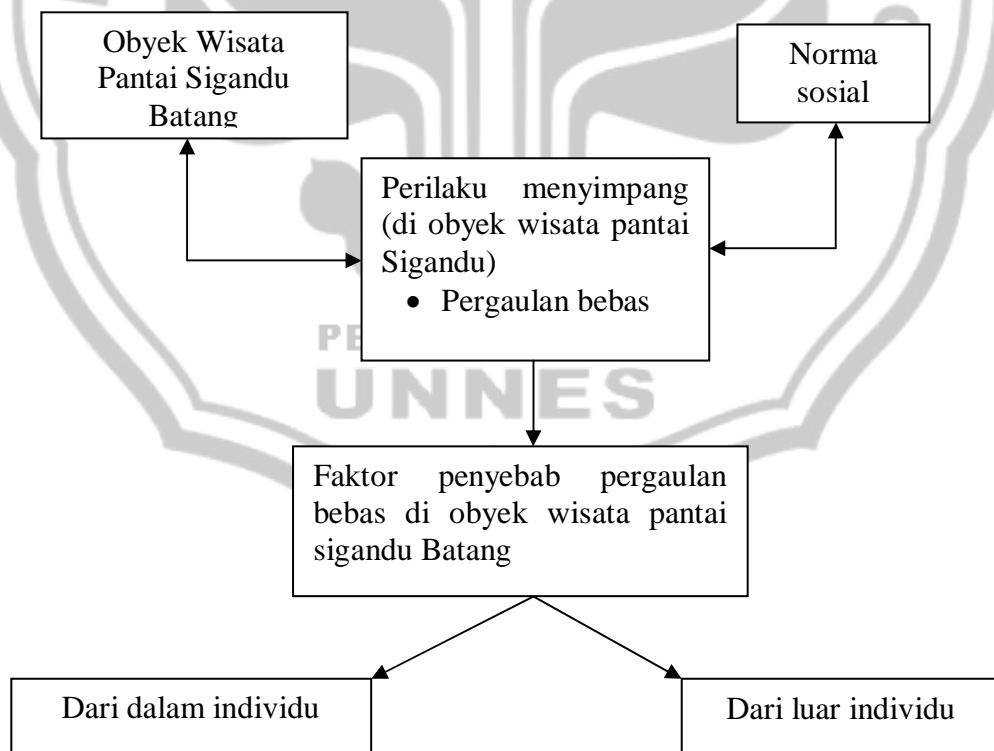 Obyek Wisata
Pantai Sigandu
Batang
Norma
sosial
Perilaku menyimpang
(di obyek wisata pantai
Sigandu)
• Pergaulan bebas
UNNES
Faktor penyebab pergaulan
bebas di obyek wisata pantai
sigandu Batang
Dari dalam individu
Dari luar individu